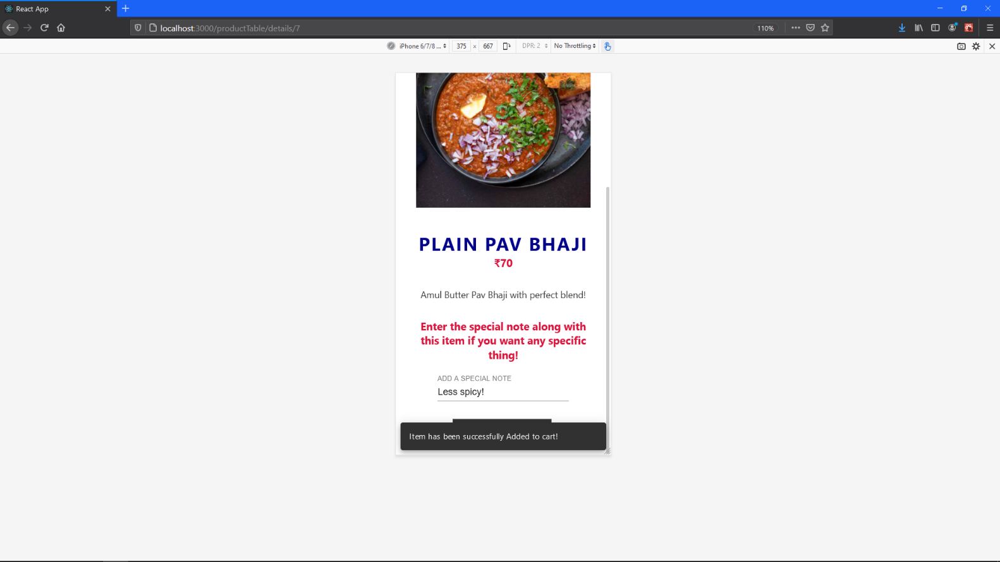 React App
localhost:3000/productTable/details/7
110%
iPhone 6/7/8 ...
375 × 667
DPR: 2
No Throttling
PLAIN PAV BHAJI
₹70
Amul Butter Pav Bhaji with perfect blend!
Enter the special note along with
this item if you want any specific
thing!
ADD A SPECIAL NOTE
Less spicy!
Item has been successfully Added to cart!